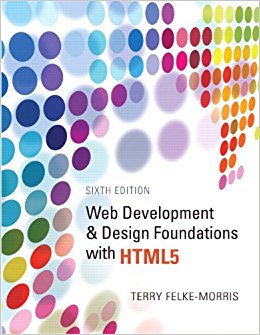 SIXTH EDITION
Web Development
& Design Foundations
with HTML5
TERRY FELKE-MORRIS